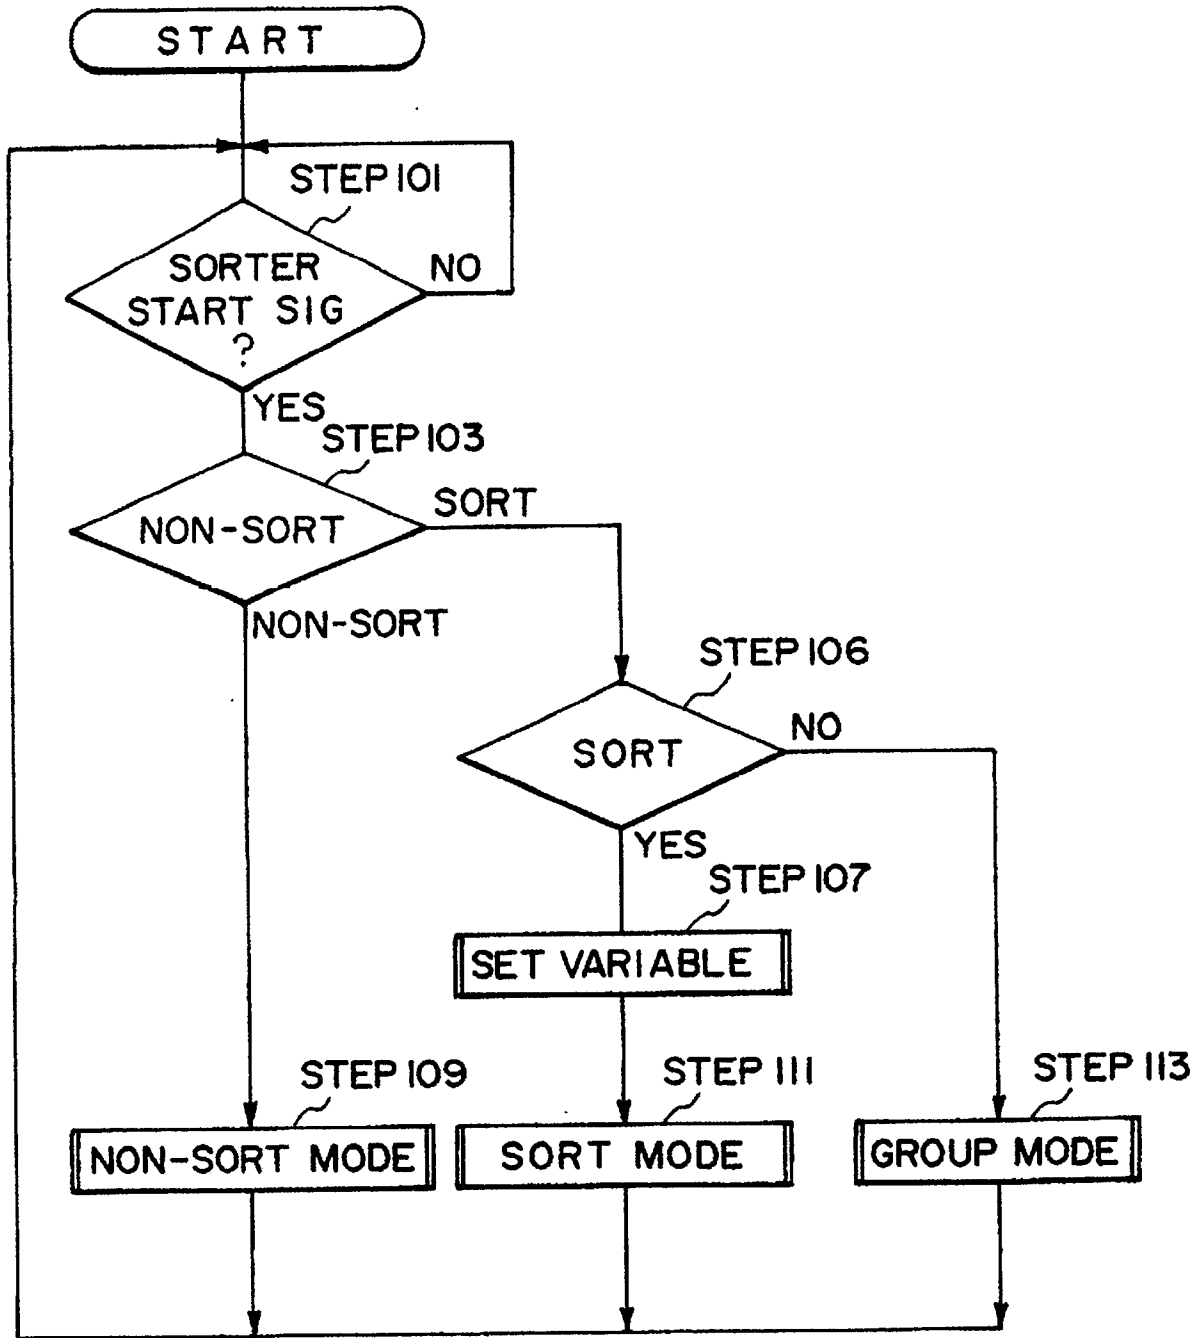 START
STEP 101
SORTER
START SIG
?
NO
YES
STEP 103
NON-SORT
SORT
NON-SORT
STEP 106
SORT
NO
YES
STEP 107
SET VARIABLE
STEP 109
NON-SORT MODE
STEP 111
SORT MODE
STEP 113
GROUP MODE